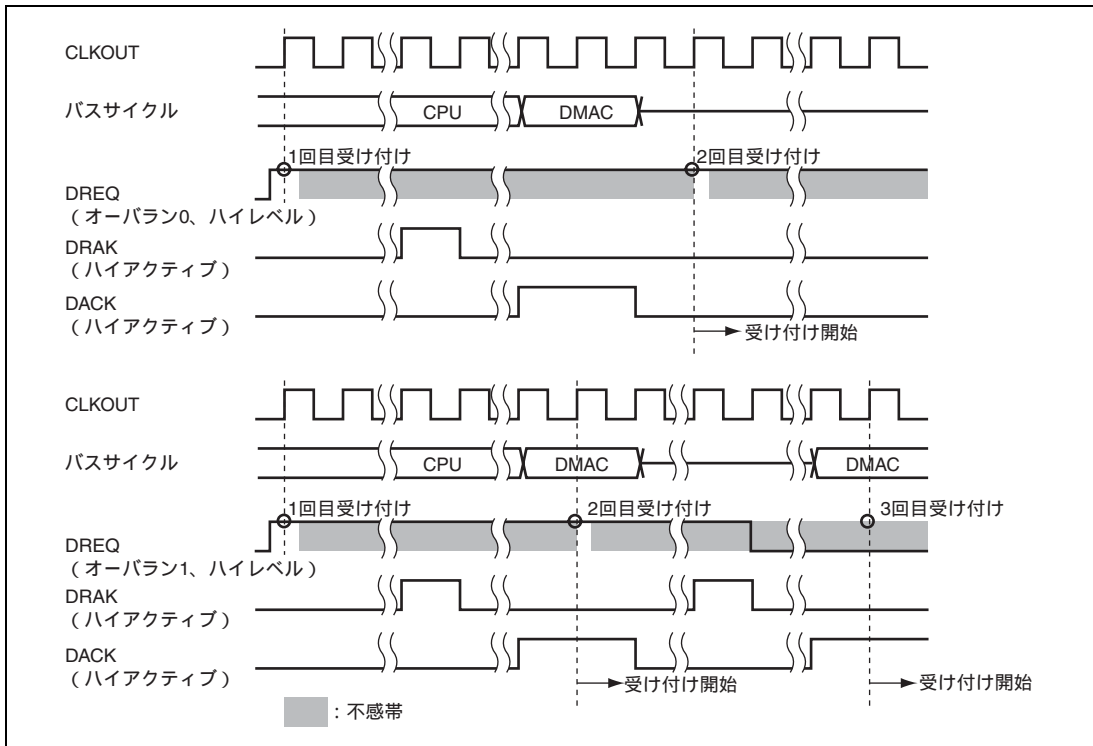 CLKOUT
バスサイクル
CPU
DMAC
1回目受け付け
2回目受け付け
DREQ
（オーバラン0、ハイレベル）
DRAK
（ハイアクティブ）
DACK
（ハイアクティブ）
受け付け開始
CLKOUT
バスサイクル
CPU
DMAC
DMAC
1回目受け付け
2回目受け付け
3回目受け付け
DREQ
（オーバラン1、ハイレベル）
DRAK
（ハイアクティブ）
DACK
（ハイアクティブ）
受け付け開始
受け付け開始
：不感帯